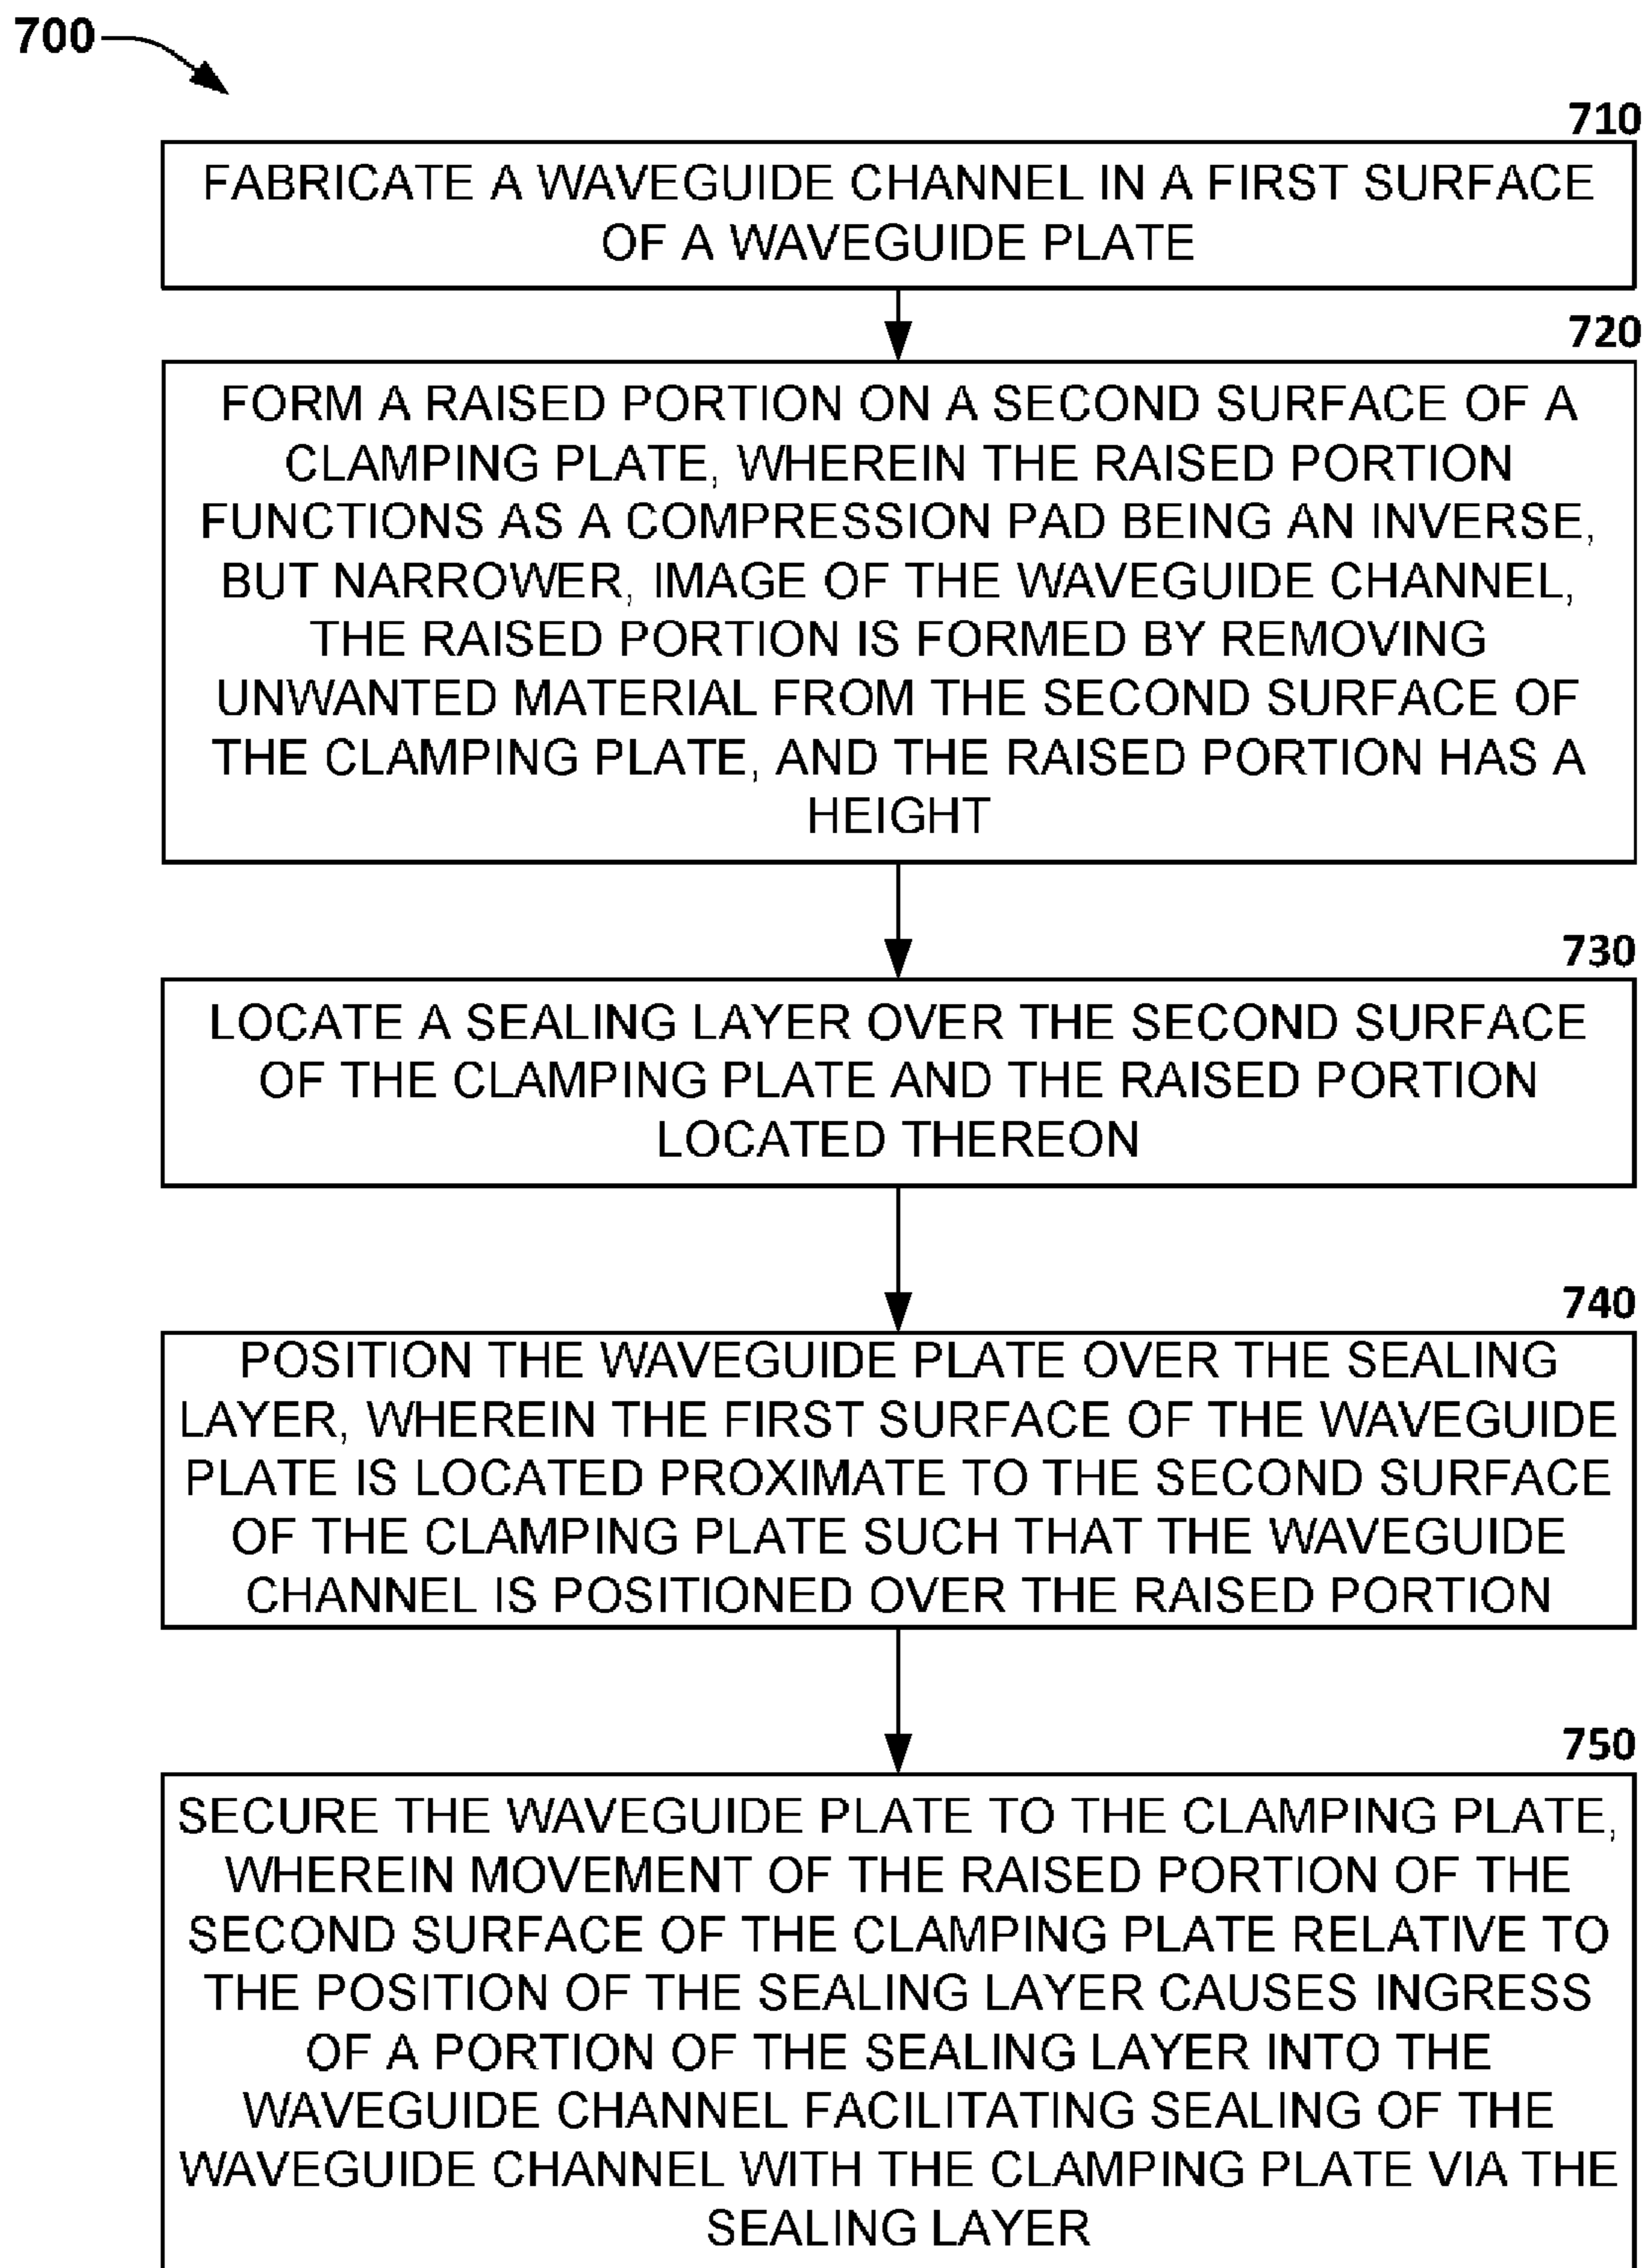 700
710
FABRICATE A WAVEGUIDE CHANNEL IN A FIRST SURFACE
OF A WAVEGUIDE PLATE
720
FORM A RAISED PORTION ON A SECOND SURFACE OF A
CLAMPING PLATE, WHEREIN THE RAISED PORTION
FUNCTIONS AS A COMPRESSION PAD BEING AN INVERSE,
BUT NARROWER, IMAGE OF THE WAVEGUIDE CHANNEL,
THE RAISED PORTION IS FORMED BY REMOVING
UNWANTED MATERIAL FROM THE SECOND SURFACE OF
THE CLAMPING PLATE, AND THE RAISED PORTION HAS A
HEIGHT
730
LOCATE A SEALING LAYER OVER THE SECOND SURFACE
OF THE CLAMPING PLATE AND THE RAISED PORTION
LOCATED THEREON
740
POSITION THE WAVEGUIDE PLATE OVER THE SEALING
LAYER, WHEREIN THE FIRST SURFACE OF THE WAVEGUIDE
PLATE IS LOCATED PROXIMATE TO THE SECOND SURFACE
OF THE CLAMPING PLATE SUCH THAT THE WAVEGUIDE
CHANNEL IS POSITIONED OVER THE RAISED PORTION
750
SECURE THE WAVEGUIDE PLATE TO THE CLAMPING PLATE,
WHEREIN MOVEMENT OF THE RAISED PORTION OF THE
SECOND SURFACE OF THE CLAMPING PLATE RELATIVE TO
THE POSITION OF THE SEALING LAYER CAUSES INGRESS
OF A PORTION OF THE SEALING LAYER INTO THE
WAVEGUIDE CHANNEL FACILITATING SEALING OF THE
WAVEGUIDE CHANNEL WITH THE CLAMPING PLATE VIA THE
SEALING LAYER